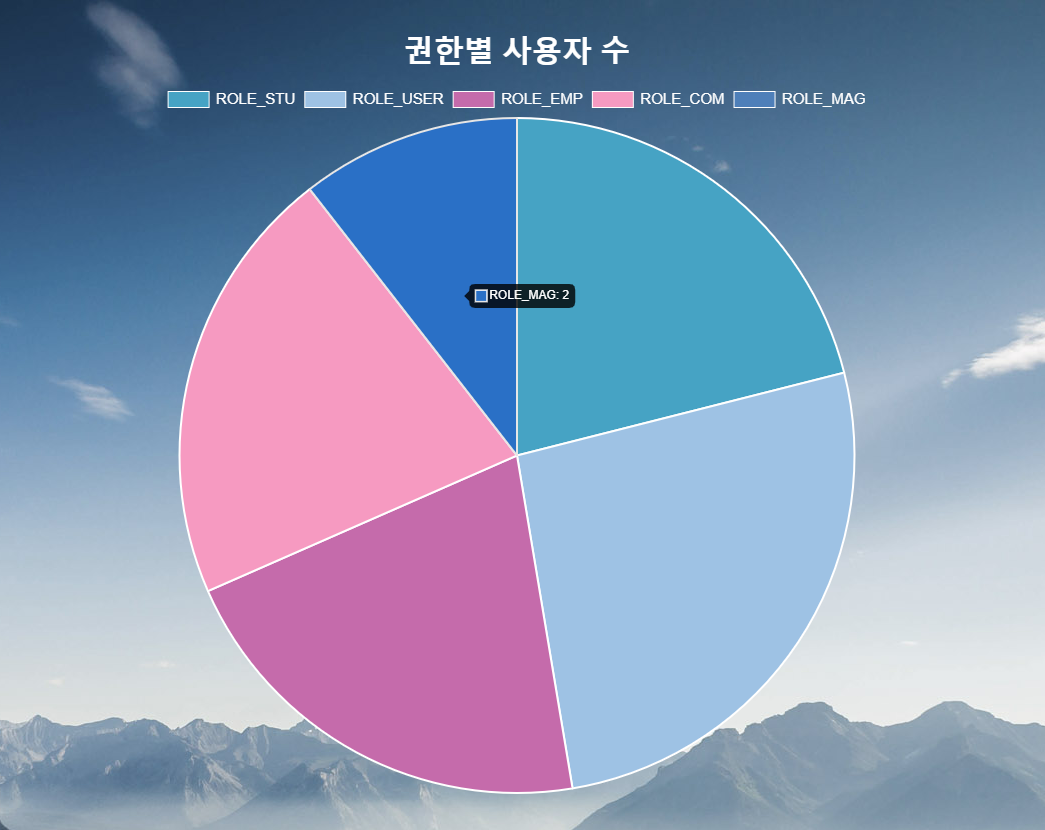 권한별 사용자 수
ROLE_STU ROLE_USER ROLE_EMP ROLE_COM ROLE_MAG
ROLE_MAG: 2